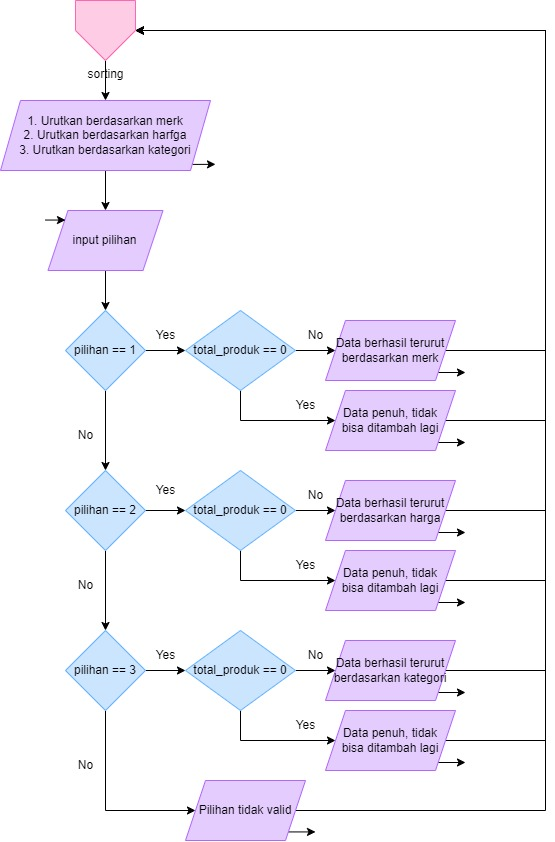 sorting
1. Urutkan berdasarkan merk
2. Urutkan berdasarkan harfga
3. Urutkan berdasarkan kategori
input pilihan
pilihan == 1
Yes
total_produk == 0
No
Data berhasil terurut
berdasarkan merk
Yes
Data penuh, tidak
bisa ditambah lagi
No
pilihan == 2
Yes
total_produk == 0
No
Data berhasil terurut
berdasarkan harga
Yes
Data penuh, tidak
bisa ditambah lagi
No
pilihan == 3
Yes
total_produk == 0
No
Data berhasil terurut
berdasarkan kategori
Yes
Data penuh, tidak
bisa ditambah lagi
No
Pilihan tidak valid